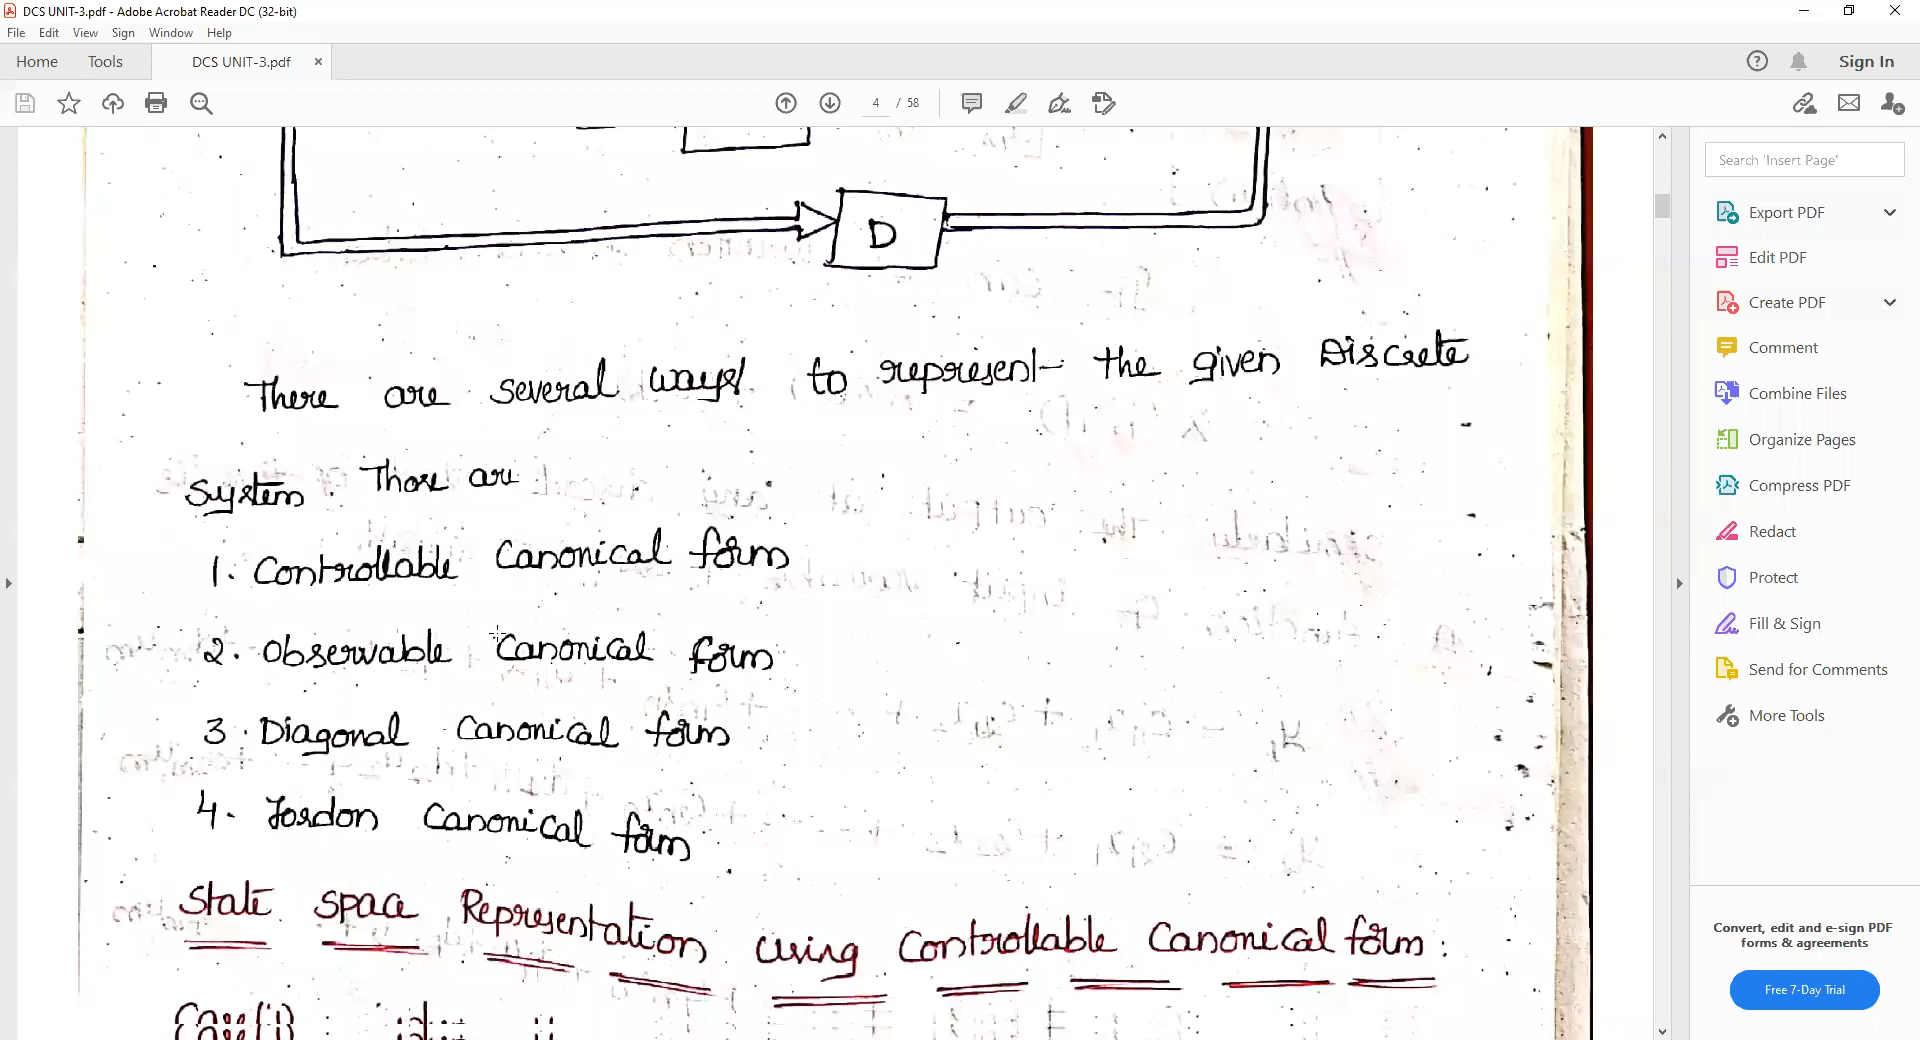 DCS UNIT-3.pdf - Adobe Acrobat Reader DC (32-bit)
File Edit View Sign Window Help
Home Tools DCS UNIT-3.pdf × Sign In
4 / 58
Search 'Insert Page'
Export PDF
Edit PDF
Create PDF
Comment
Combine Files
Organize Pages
Compress PDF
Redact
Protect
Fill & Sign
Send for Comments
More Tools
Convert, edit and e-sign PDF
forms & agreements
Free 7-Day Trial
D
There are several ways to represent the given Discrete
System. Those are
1. Controllable Canonical form
2. Observable Canonical form
3. Diagonal Canonical form
4. Jordon Canonical form
State space Representation using Controllable Canonical form: